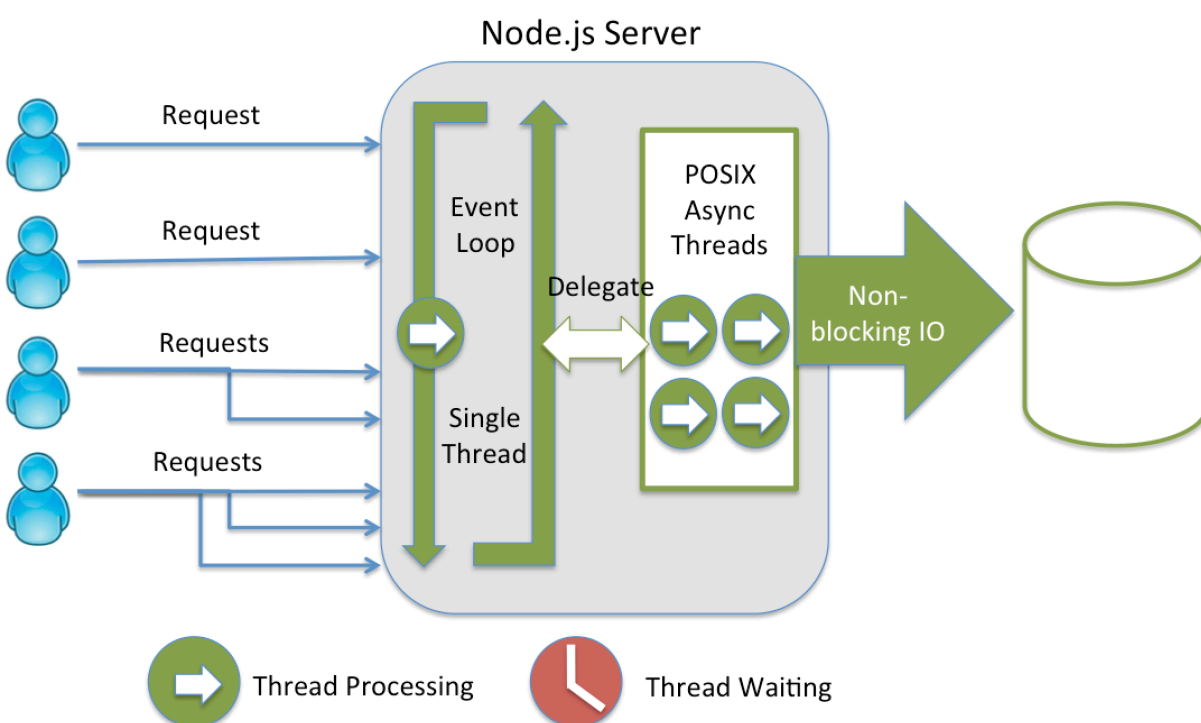 Node.js Server
Request
Request
Requests
Requests
Event
Loop
Single
Thread
Delegate
POSIX
Async
Threads
Non-
blocking IO
Thread Processing
Thread Waiting